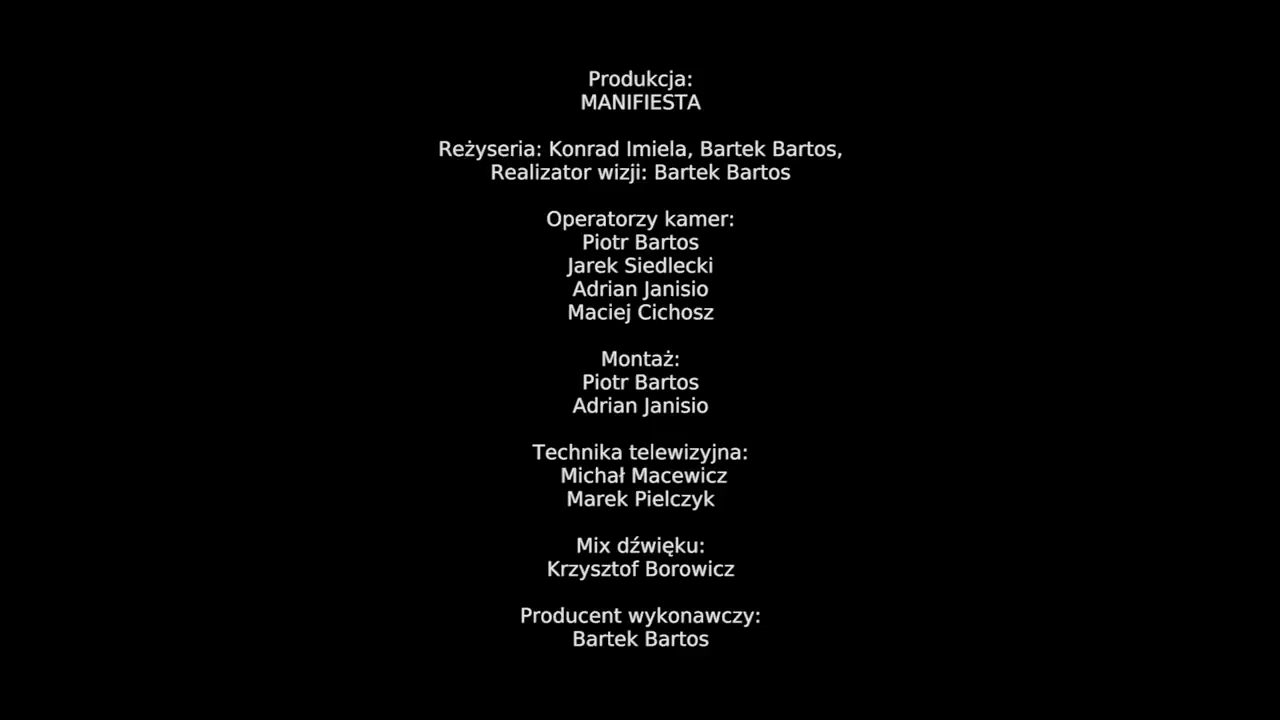 Produkcja:
MANIFIESTA
Reżyseria: Konrad Imiela, Bartek Bartos,
Realizator wizji: Bartek Bartos
Operatorzy kamer:
Piotr Bartos
Jarek Siedlecki
Adrian Janisio
Maciej Cichosz
Montaż:
Piotr Bartos
Adrian Janisio
Technika telewizyjna:
Michał Macewicz
Marek Pielczyk
Mix dźwięku:
Krzysztof Borowicz
Producent wykonawczy:
Bartek Bartos